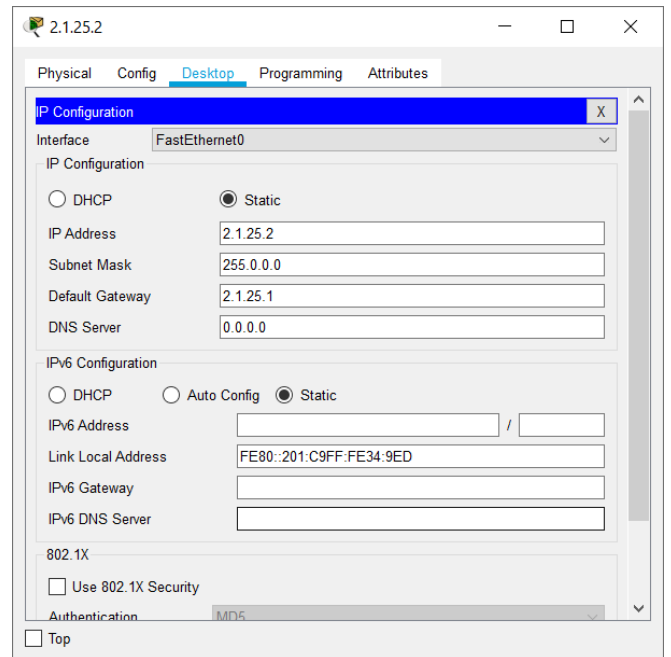 2.1.25.2
Physical Config Desktop Programming Attributes
IP Configuration X
Interface FastEthernet0
IP Configuration
DHCP Static
IP Address 2.1.25.2
Subnet Mask 255.0.0.0
Default Gateway 2.1.25.1
DNS Server 0.0.0.0
IPv6 Configuration
DHCP Auto Config Static
IPv6 Address /
Link Local Address FE80::201:C9FF:FE34:9ED
IPv6 Gateway
IPv6 DNS Server
802.1X
Use 802.1X Security
Authentication MD5
Top